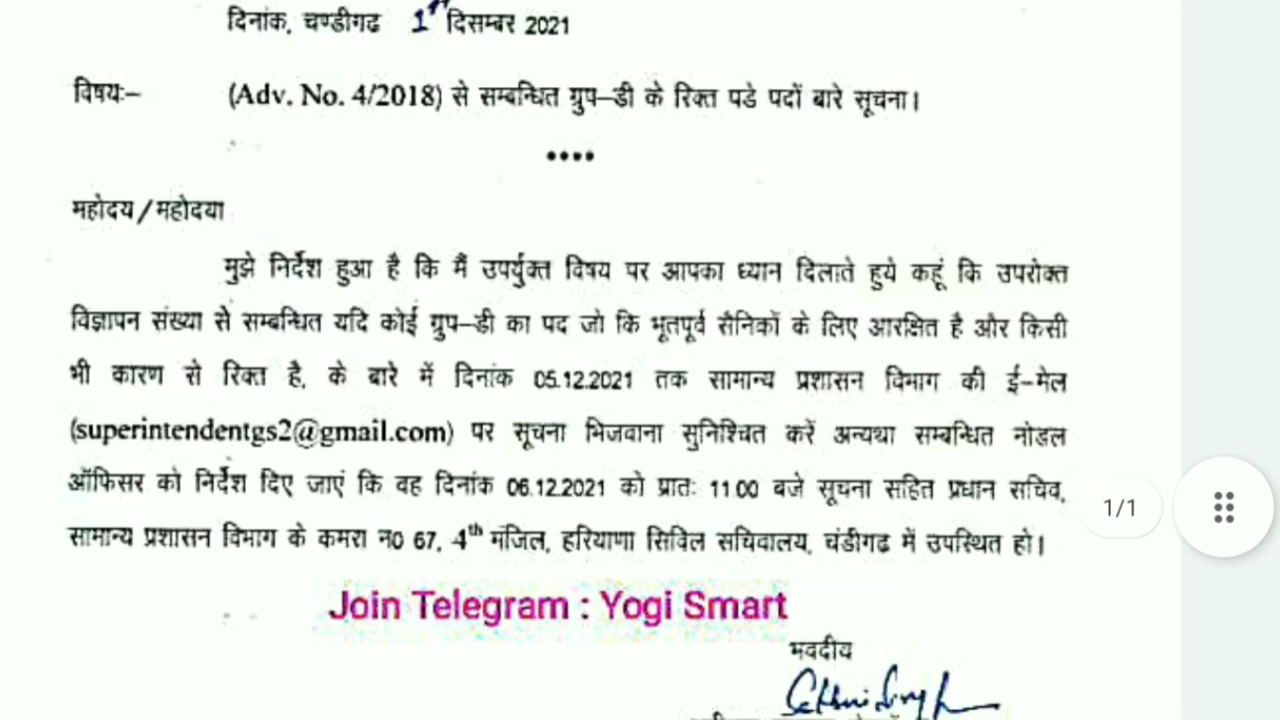 दिनांक, चण्डीगढ 1st दिसम्बर 2021
विषयः– (Adv. No. 4/2018) से सम्बन्धित ग्रुप–डी के रिक्त पडे पदों बारे सूचना।
••••
महोदय/महोदया
मुझे निर्देश हुआ है कि मैं उपर्युक्त विषय पर आपका ध्यान दिलाते हुये कहूं कि उपरोक्त
विज्ञापन संख्या से सम्बन्धित यदि कोई ग्रुप–डी का पद जो कि भूतपूर्व सैनिकों के लिए आरक्षित है और किसी
भी कारण से रिक्त है, के बारे में दिनांक 05.12.2021 तक सामान्य प्रशासन विभाग की ई–मेल
(superintendentgs2@gmail.com) पर सूचना भिजवाना सुनिश्चित करें अन्यथा सम्बन्धित नोडल
ऑफिसर को निर्देश दिए जाएं कि वह दिनांक 06.12.2021 को प्रातः 11.00 बजे सूचना सहित प्रधान सचिव,
सामान्य प्रशासन विभाग के कमरा न0 67, 4th मंजिल, हरियाणा सिविल सचिवालय, चंडीगढ में उपस्थित हो।
1/1
Join Telegram : Yogi Smart
भवदीय